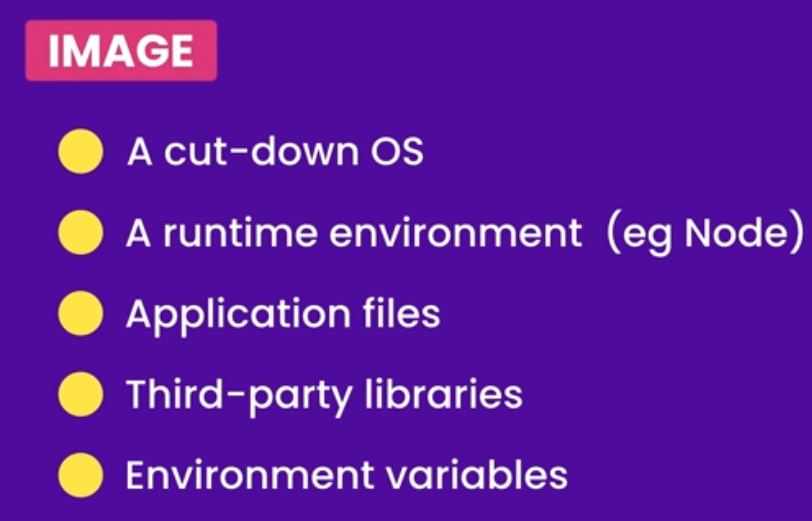 IMAGE
A cut-down OS
A runtime environment (eg Node)
Application files
Third-party libraries
Environment variables